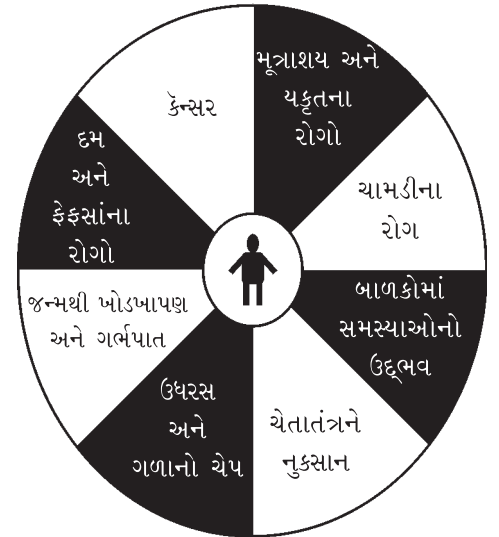 કૅન્સર
મૂત્રાશય અને
યકૃતના
રોગો
ચામડીના
રોગ
બાળકોમાં
સમસ્યાઓનો
ઉદ્દભવ
ચેતાતંત્રને
નુકસાન
ઉધરસ
અને
ગળાનો ચેપ
જન્મથી ખોડખાપણ
અને ગર્ભપાત
દમ
અને
ફેફસાંના
રોગો